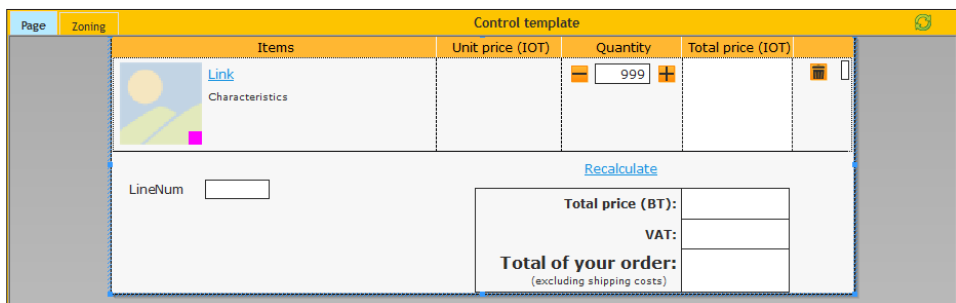 Page Zoning Control template
Items Unit price (IOT) Quantity Total price (IOT)
Link 999
Characteristics
Recalculate
LineNum
Total price (BT):
VAT:
Total of your order:
(excluding shipping costs)